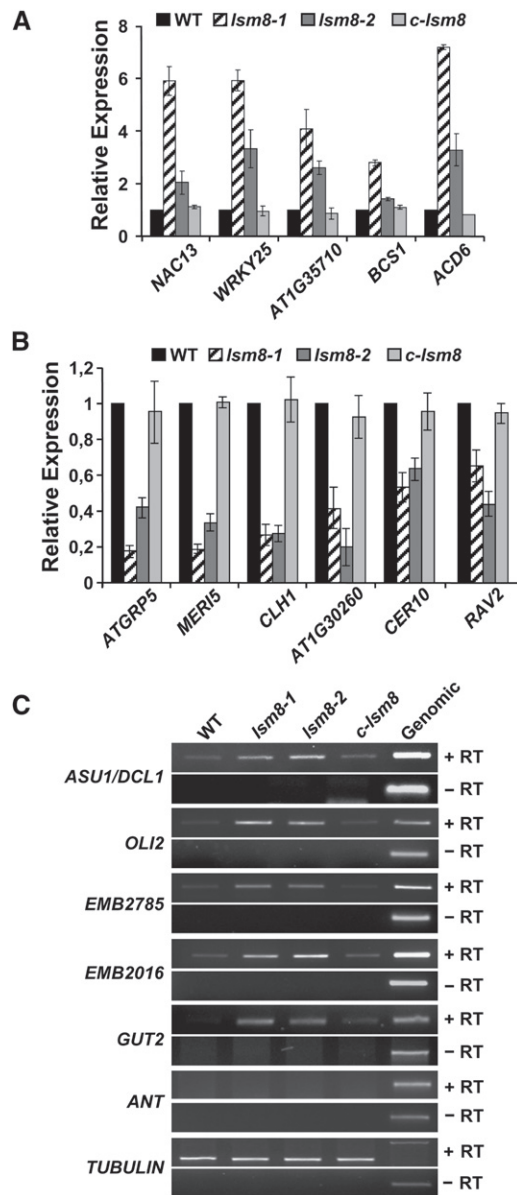 A
WT lsm8-1 lsm8-2 c-lsm8
Relative Expression
8
6
4
2
0
NAC13
WRKY25
AT1G35710
BCS1
ACD6
B
WT lsm8-1 lsm8-2 c-lsm8
Relative Expression
1,2
1
0,8
0,6
0,4
0,2
0
ATGRP5
MERI5
CLH1
AT1G30260
CER10
RAV2
C
WT lsm8-1 lsm8-2 c-lsm8 Genomic
ASU1/DCL1
+ RT
– RT
OLI2
+ RT
– RT
EMB2785
+ RT
– RT
EMB2016
+ RT
– RT
GUT2
+ RT
– RT
ANT
+ RT
– RT
TUBULIN
+ RT
– RT